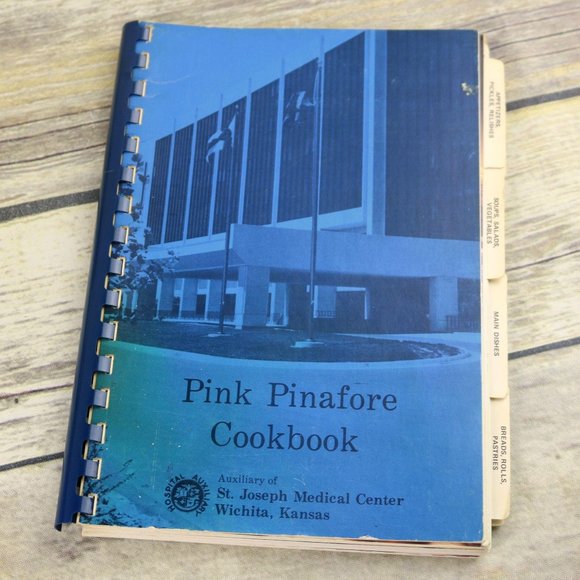 Pink Pinafore
Cookbook
Auxiliary of
St. Joseph Medical Center
Wichita, Kansas
HOSPITAL AUXILIARY
APPETIZERS,
PICKLES, RELISHES
SOUPS, SALADS,
VEGETABLES
MAIN DISHES
BREADS, ROLLS,
PASTRIES